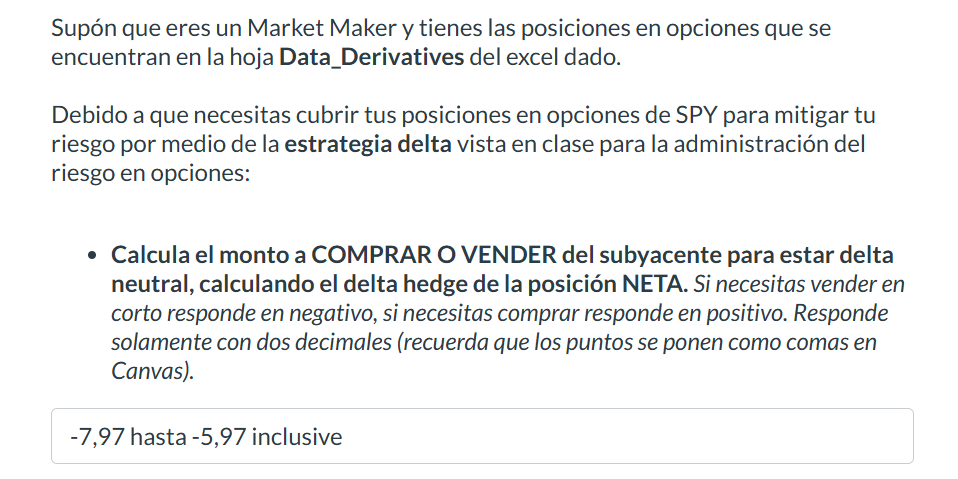 Supón que eres un Market Maker y tienes las posiciones en opciones que se
encuentran en la hoja Data_Derivatives del excel dado.
Debido a que necesitas cubrir tus posiciones en opciones de SPY para mitigar tu
riesgo por medio de la estrategia delta vista en clase para la administración del
riesgo en opciones:
• Calcula el monto a COMPRAR O VENDER del subyacente para estar delta
neutral, calculando el delta hedge de la posición NETA. Si necesitas vender en
corto responde en negativo, si necesitas comprar responde en positivo. Responde
solamente con dos decimales (recuerda que los puntos se ponen como comas en
Canvas).
-7,97 hasta -5,97 inclusive